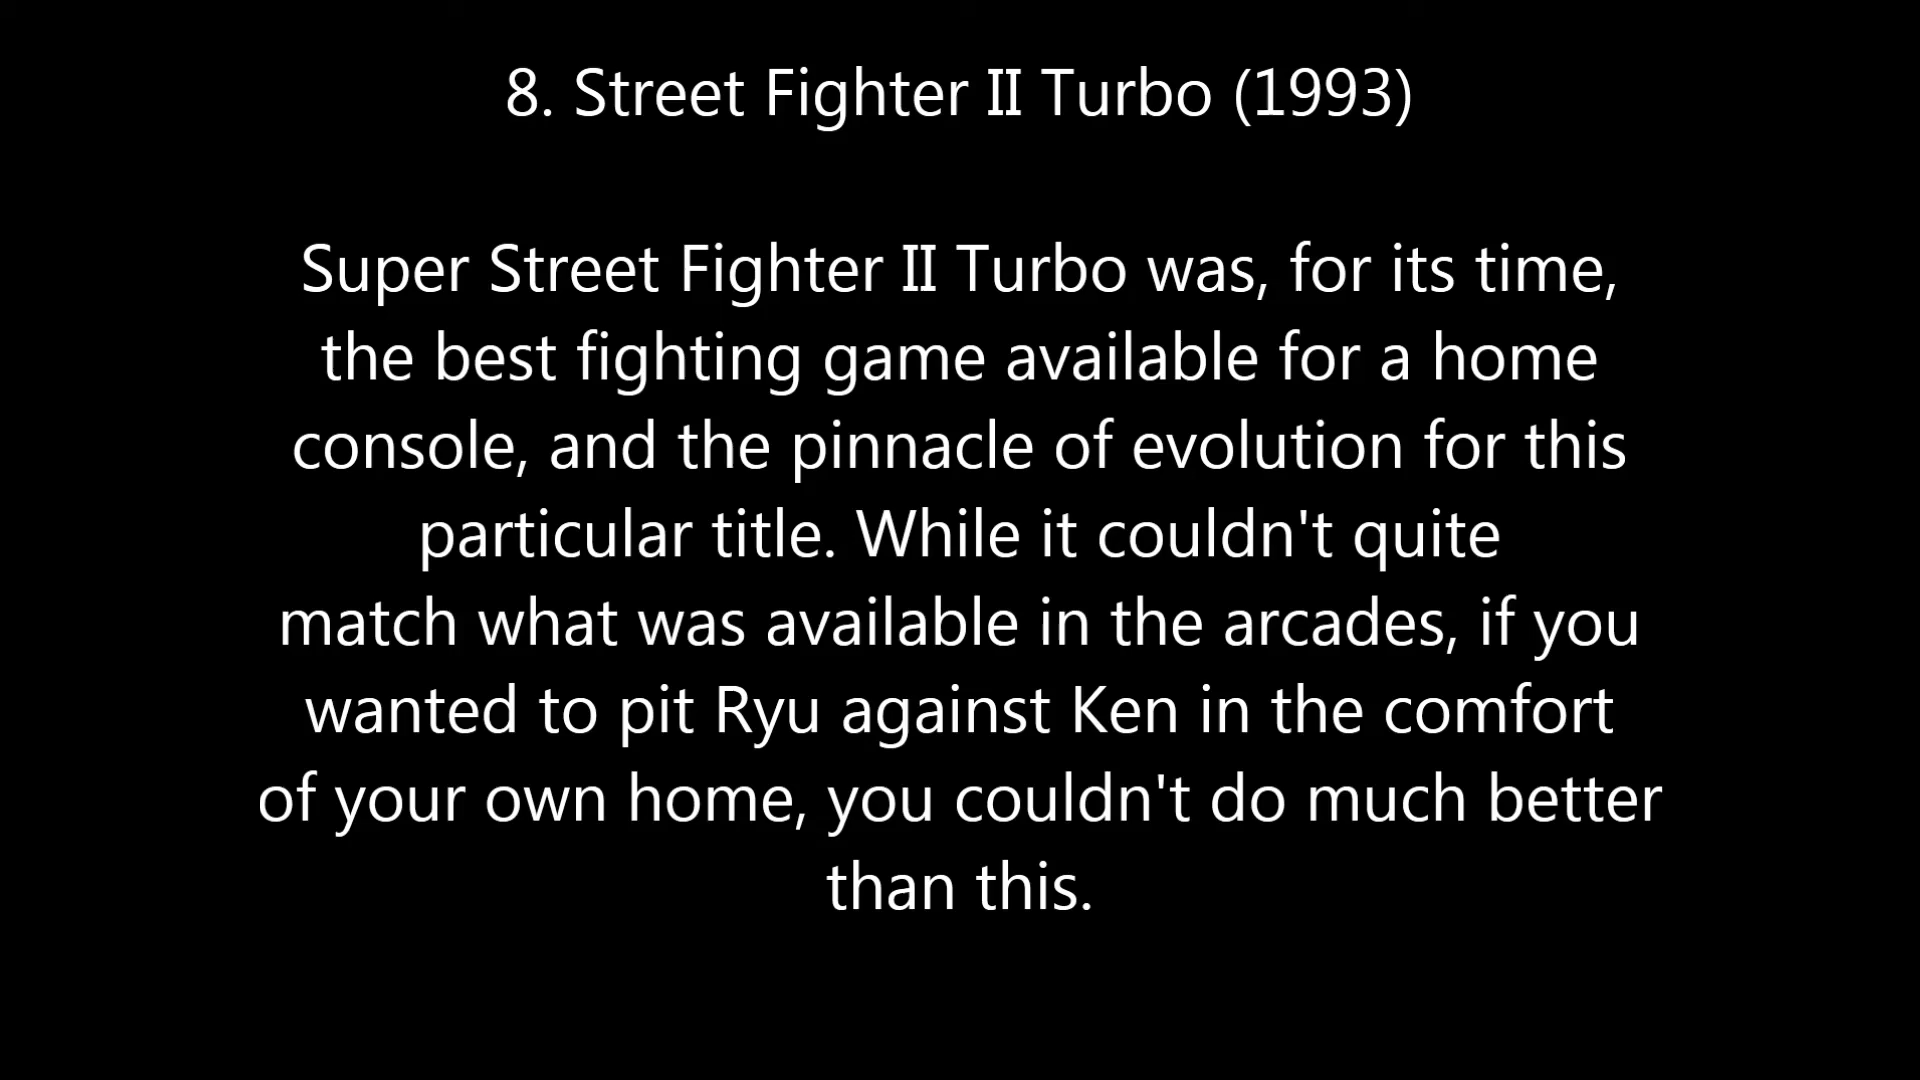 8. Street Fighter II Turbo (1993)
Super Street Fighter II Turbo was, for its time,
the best fighting game available for a home
console, and the pinnacle of evolution for this
particular title. While it couldn't quite
match what was available in the arcades, if you
wanted to pit Ryu against Ken in the comfort
of your own home, you couldn't do much better
than this.